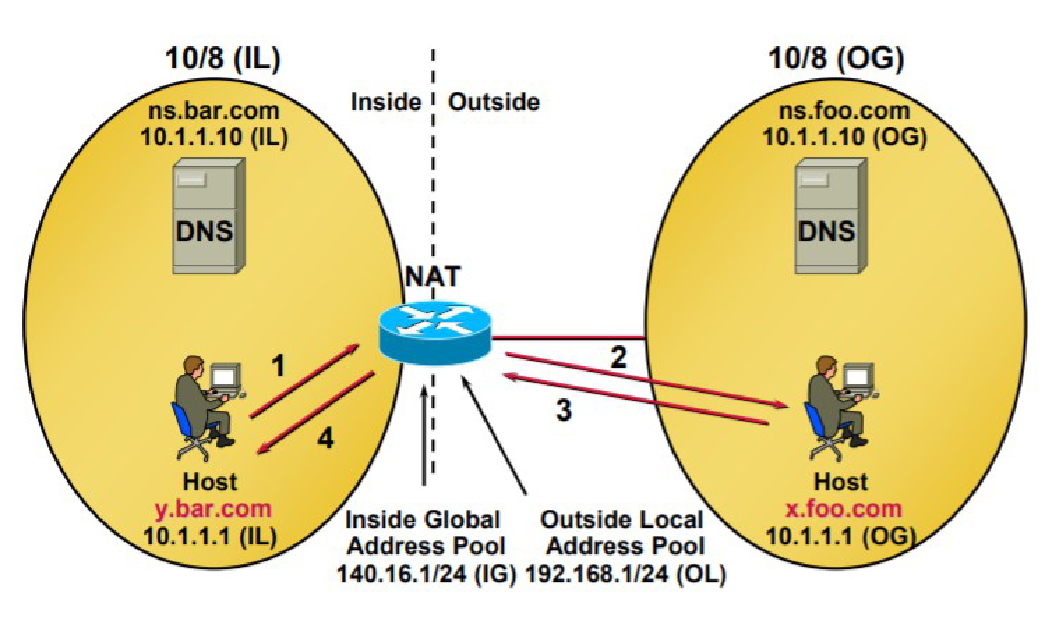 10/8 (IL)
10/8 (OG)
Inside
Outside
ns.bar.com
10.1.1.10 (IL)
DNS
ns.foo.com
10.1.1.10 (OG)
DNS
NAT
1
2
3
4
Host
y.bar.com
10.1.1.1 (IL)
Inside Global
Address Pool
140.16.1/24 (IG)
Outside Local
Address Pool
192.168.1/24 (OL)
Host
x.foo.com
10.1.1.1 (OG)